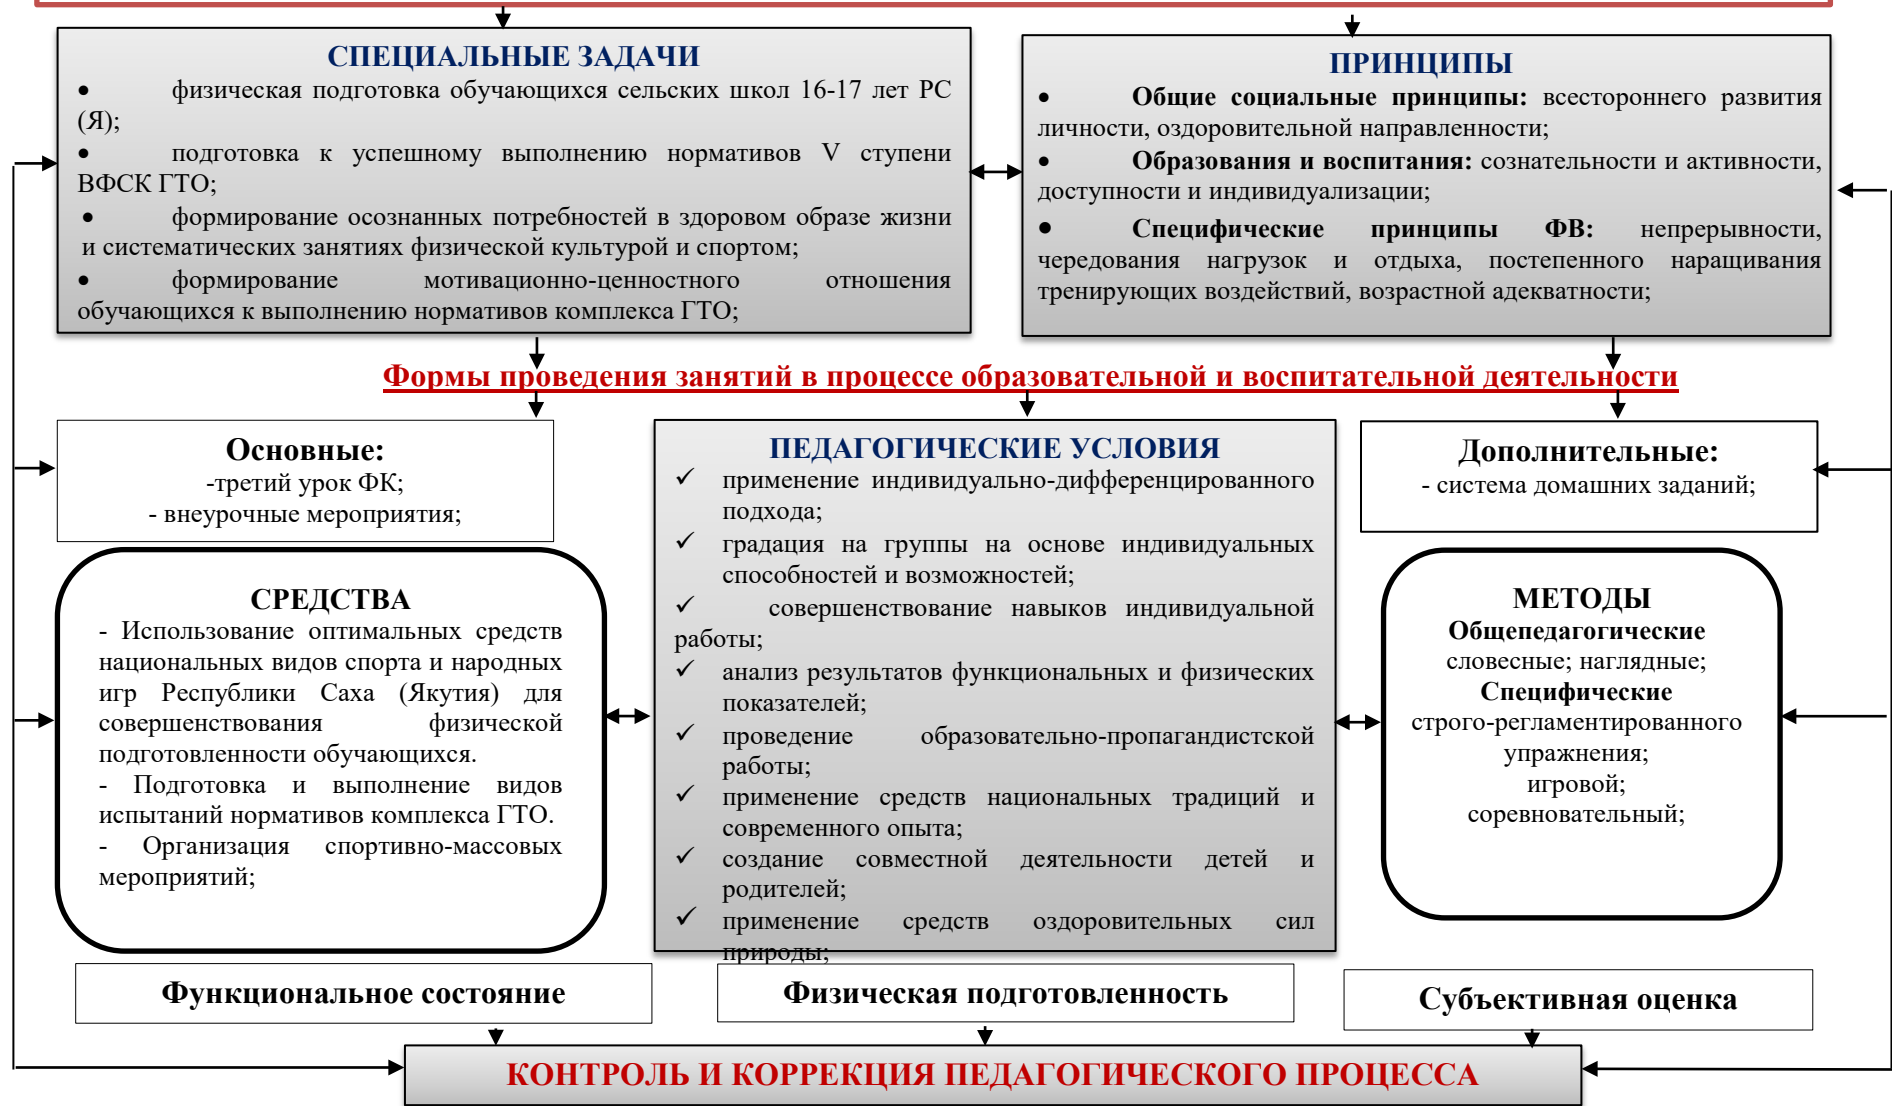 СПЕЦИАЛЬНЫЕ ЗАДАЧИ
• физическая подготовка обучающихся сельских школ 16-17 лет РС
(Я);
• подготовка к успешному выполнению нормативов V ступени
ВФСК ГТО;
• формирование осознанных потребностей в здоровом образе жизни
и систематических занятиях физической культурой и спортом;
• формирование мотивационно-ценностного отношения
обучающихся к выполнению нормативов комплекса ГТО;
ПРИНЦИПЫ
• Общие социальные принципы: всестороннего развития
личности, оздоровительной направленности;
• Образования и воспитания: сознательности и активности,
доступности и индивидуализации;
• Специфические принципы ФВ: непрерывности,
чередования нагрузок и отдыха, постепенного наращивания
тренирующих воздействий, возрастной адекватности;
Формы проведения занятий в процессе образовательной и воспитательной деятельности
Основные:
-третий урок ФК;
- внеурочные мероприятия;
ПЕДАГОГИЧЕСКИЕ УСЛОВИЯ
✓ применение индивидуально-дифференцированного
подхода;
✓ градация на группы на основе индивидуальных
способностей и возможностей;
✓ совершенствование навыков индивидуальной
работы;
✓ анализ результатов функциональных и физических
показателей;
✓ проведение образовательно-пропагандистской
работы;
✓ применение средств национальных традиций и
современного опыта;
✓ создание совместной деятельности детей и
родителей;
✓ применение средств оздоровительных сил
природы;
Дополнительные:
- система домашних заданий;
СРЕДСТВА
- Использование оптимальных средств
национальных видов спорта и народных
игр Республики Саха (Якутия) для
совершенствования физической
подготовленности обучающихся.
- Подготовка и выполнение видов
испытаний нормативов комплекса ГТО.
- Организация спортивно-массовых
мероприятий;
МЕТОДЫ
Общепедагогические
словесные; наглядные;
Специфические
строго-регламентированного
упражнения;
игровой;
соревновательный;
Функциональное состояние
Физическая подготовленность
Субъективная оценка
КОНТРОЛЬ И КОРРЕКЦИЯ ПЕДАГОГИЧЕСКОГО ПРОЦЕССА